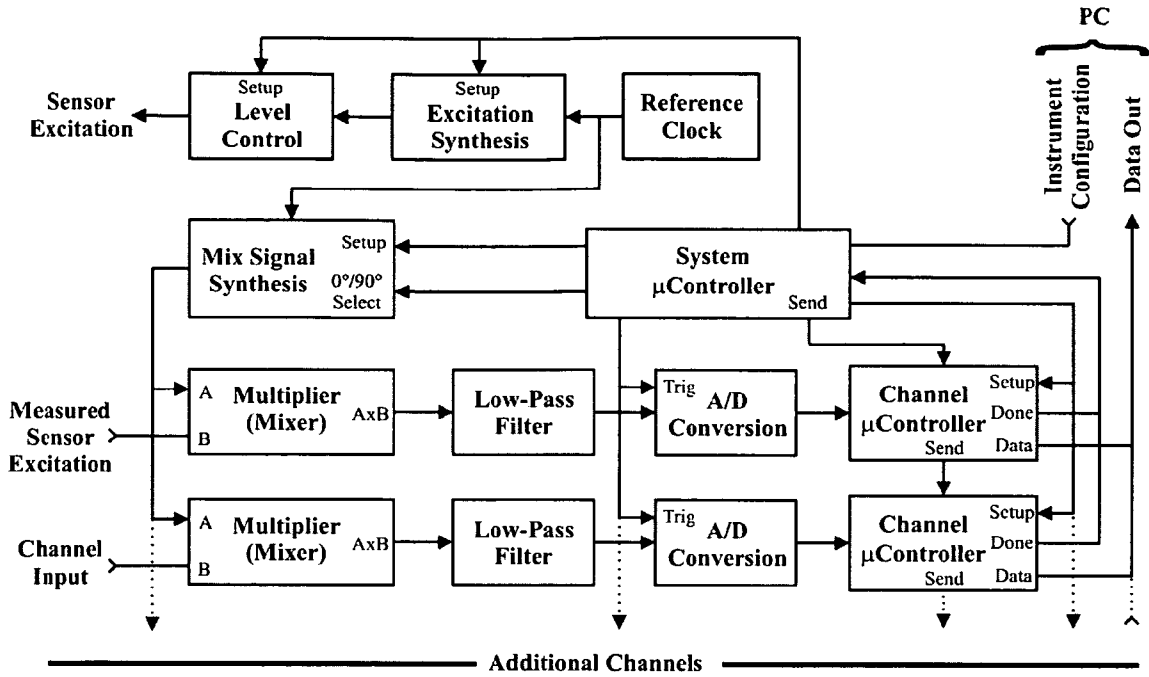 PC
Instrument
Configuration
Data Out
Sensor
Excitation
Setup
Level
Control
Setup
Excitation
Synthesis
Reference
Clock
Mix Signal
Synthesis
Setup
0°/90°
Select
System
μController
Send
Measured
Sensor
Excitation
A
B
Multiplier
(Mixer)
AxB
Low-Pass
Filter
Trig
A/D
Conversion
Channel
μController
Send
Setup
Done
Data
Channel
Input
A
B
Multiplier
(Mixer)
AxB
Low-Pass
Filter
Trig
A/D
Conversion
Channel
μController
Send
Setup
Done
Data
Additional Channels